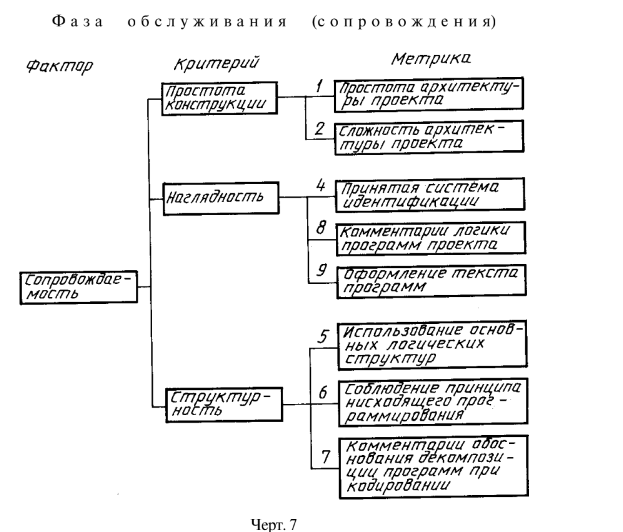 Фаза обслуживания (сопровождения)
Фактор
Критерий
Метрика
Простота
конструкции
1
Простота архитекту-
ры проекта
2
Сложность архитек-
туры проекта
Наглядность
4
Принятая система
идентификации
8
Комментарии логики
программ проекта
9
Оформление текста
программ
Сопровождае-
мость
5
Использование основ-
ных логических
структур
Структур-
ность
6
Соблюдение принципа
нисходящего прог-
раммирования
7
Комментарии обос-
нования декомпози-
ции программ при
кодировании
Черт. 7